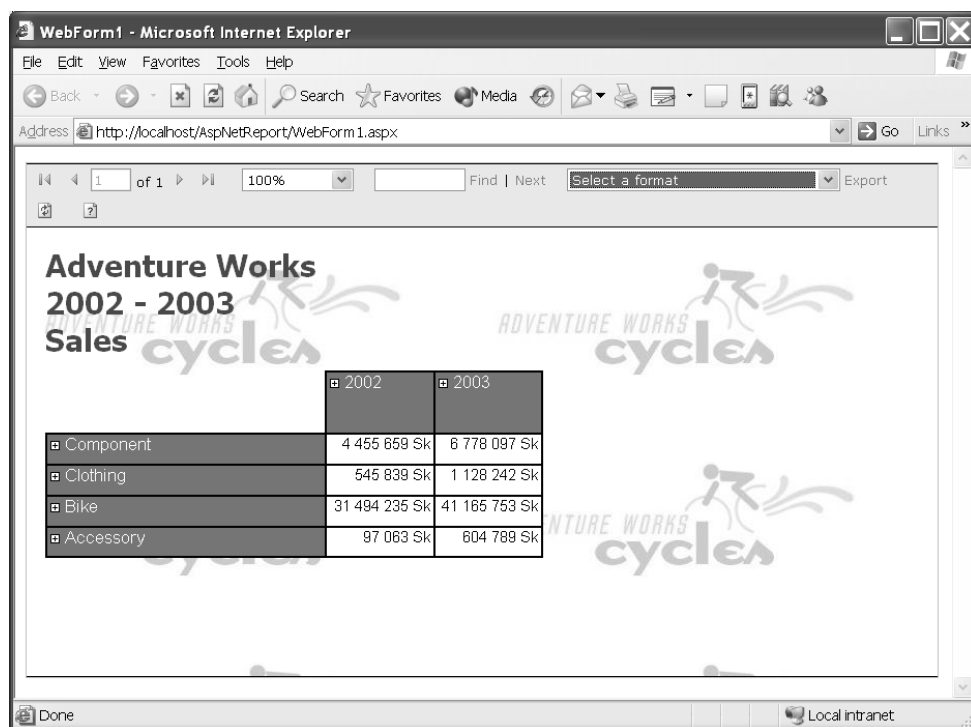 WebForm1 - Microsoft Internet Explorer
File Edit View Favorites Tools Help
Back Search Favorites Media
Address http://localhost/AspNetReport/WebForm1.aspx Go Links »
1 of 1 100% Find | Next Select a format Export
Adventure Works
2002 - 2003
Sales
ADVENTURE WORKS
cycles
ADVENTURE WORKS
cycles
2002 2003
Component 4 455 659 Sk 6 778 097 Sk
Clothing 545 839 Sk 1 128 242 Sk
Bike 31 494 235 Sk 41 165 753 Sk
Accessory 97 063 Sk 604 789 Sk
WORKS
cycles
Done Local intranet